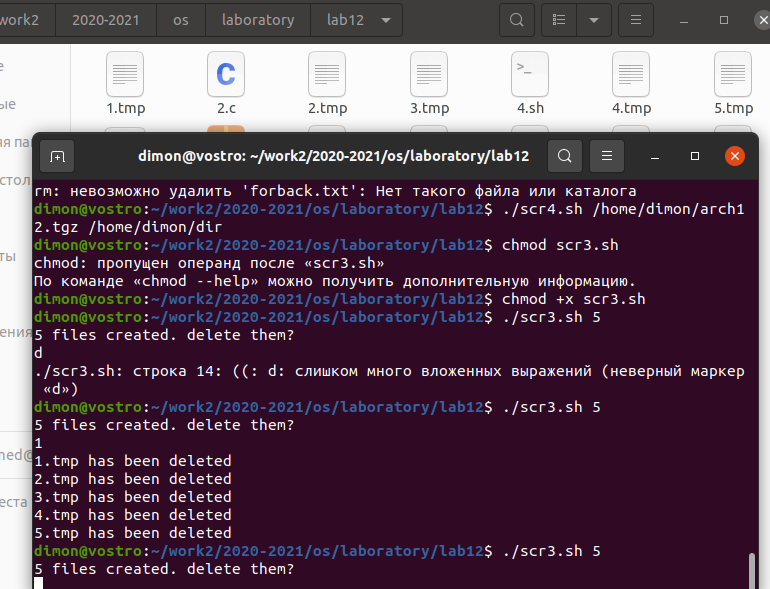 work2 2020-2021 os laboratory lab12
1.tmp 2.c 2.tmp 3.tmp 4.sh 4.tmp 5.tmp
dimon@vostro: ~/work2/2020-2021/os/laboratory/lab12
rm: невозможно удалить 'forback.txt': Нет такого файла или каталога
dimon@vostro:~/work2/2020-2021/os/laboratory/lab12$ ./scr4.sh /home/dimon/arch1
2.tgz /home/dimon/dir
dimon@vostro:~/work2/2020-2021/os/laboratory/lab12$ chmod scr3.sh
chmod: пропущен операнд после «scr3.sh»
По команде «chmod --help» можно получить дополнительную информацию.
dimon@vostro:~/work2/2020-2021/os/laboratory/lab12$ chmod +x scr3.sh
dimon@vostro:~/work2/2020-2021/os/laboratory/lab12$ ./scr3.sh 5
5 files created. delete them?
d
./scr3.sh: строка 14: ((: d: слишком много вложенных выражений (неверный маркер
«d»)
dimon@vostro:~/work2/2020-2021/os/laboratory/lab12$ ./scr3.sh 5
5 files created. delete them?
1
1.tmp has been deleted
2.tmp has been deleted
3.tmp has been deleted
4.tmp has been deleted
5.tmp has been deleted
dimon@vostro:~/work2/2020-2021/os/laboratory/lab12$ ./scr3.sh 5
5 files created. delete them?